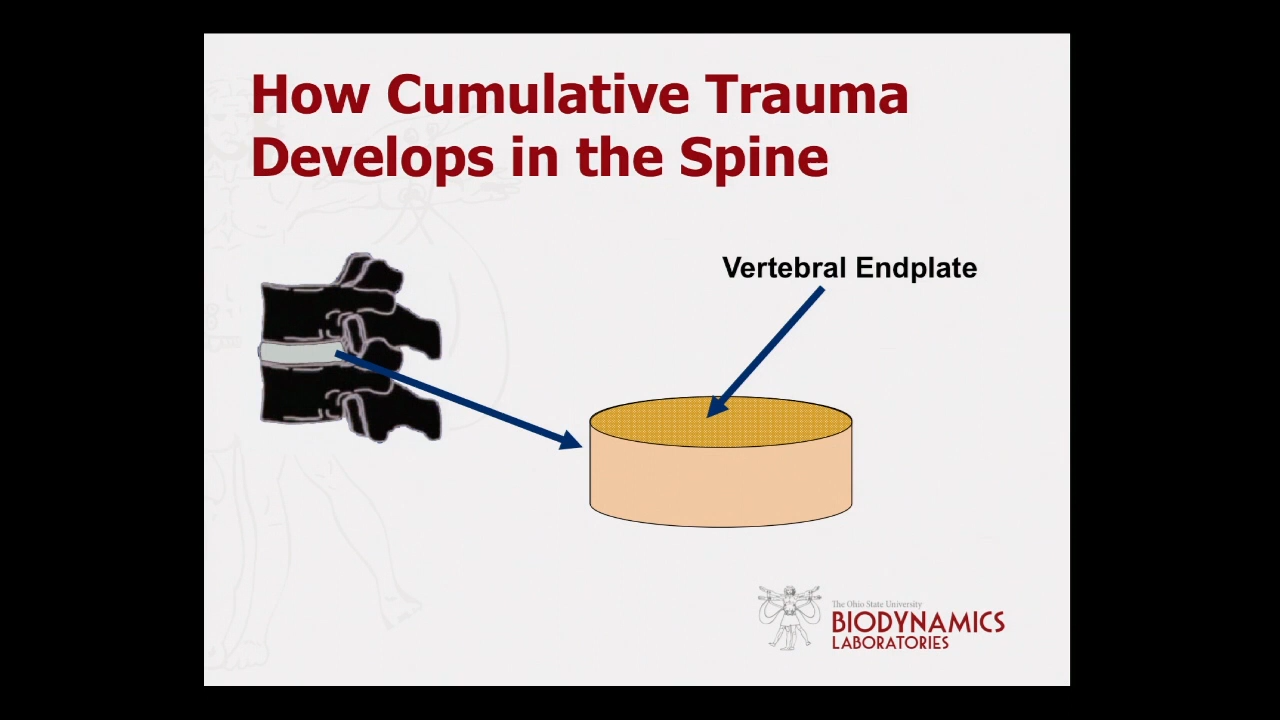 How Cumulative Trauma
Develops in the Spine
Vertebral Endplate
The Ohio State University
BIODYNAMICS
LABORATORIES